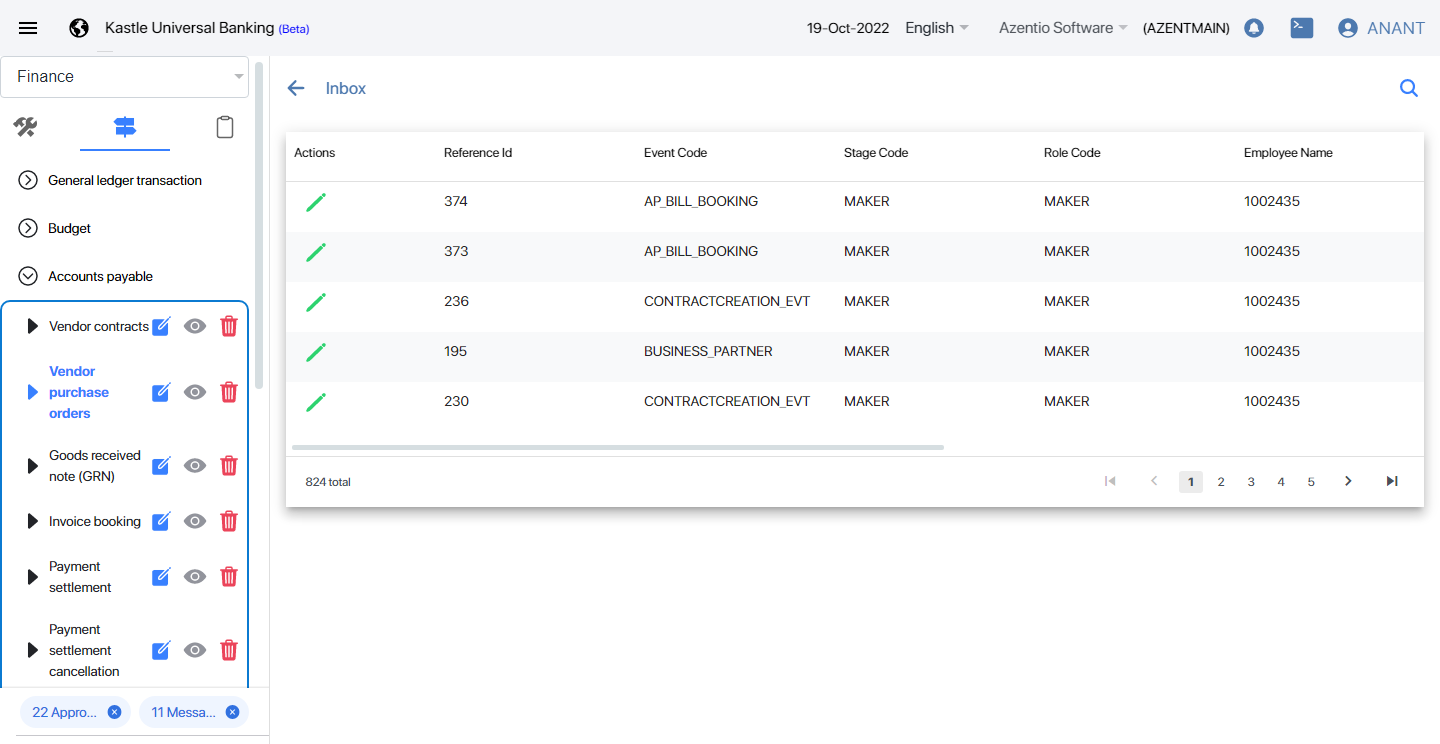 Kastle Universal Banking (Beta)
19-Oct-2022 English Azentio Software (AZENTMAIN) ANANT
Finance
General ledger transaction
Budget
Accounts payable
Vendor contracts
Vendor
purchase
orders
Goods received
note (GRN)
Invoice booking
Payment
settlement
Payment
settlement
cancellation
22 Appro...
11 Messa...
Inbox
Actions Reference Id Event Code Stage Code Role Code Employee Name
374 AP_BILL_BOOKING MAKER MAKER 1002435
373 AP_BILL_BOOKING MAKER MAKER 1002435
236 CONTRACTCREATION_EVT MAKER MAKER 1002435
195 BUSINESS_PARTNER MAKER MAKER 1002435
230 CONTRACTCREATION_EVT MAKER MAKER 1002435
824 total
1 2 3 4 5